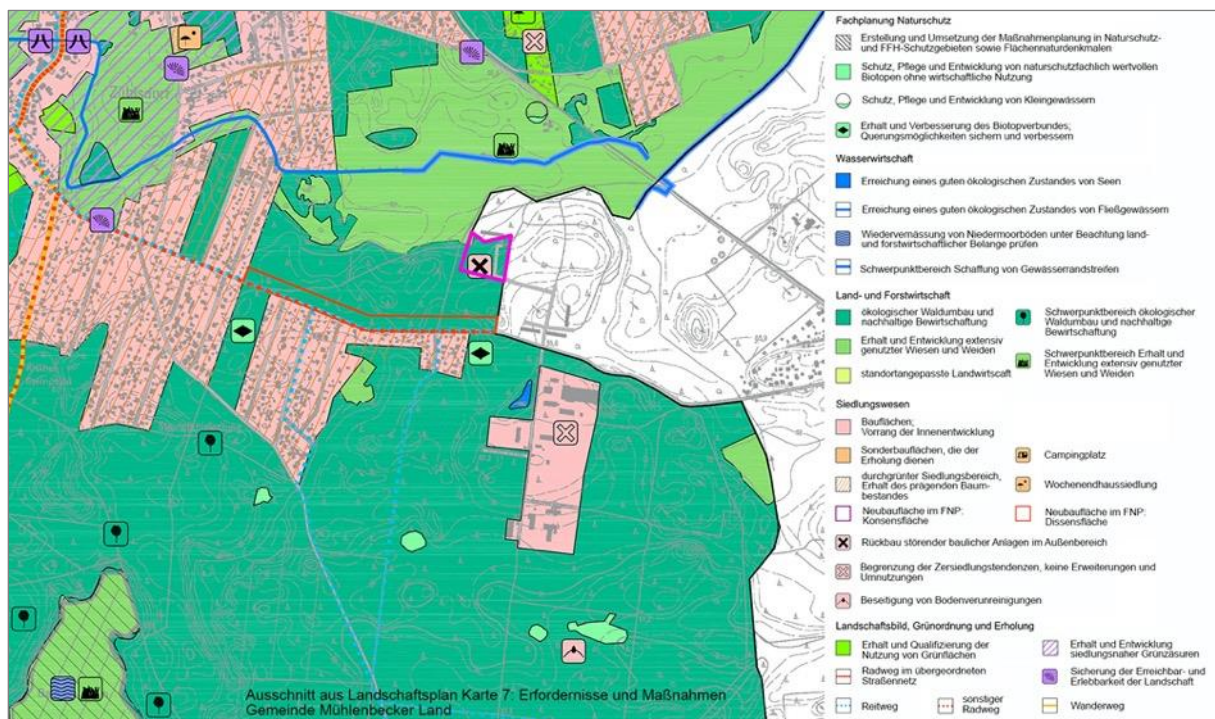 Zühlsdorf
Ausschnitt aus Landschaftsplan Karte 7: Erfordernisse und Maßnahmen
Gemeinde Mühlenbecker Land
Fachplanung Naturschutz
Erstellung und Umsetzung der Maßnahmenplanung in Naturschutz-
und FFH-Schutzgebieten sowie Flächennaturdenkmalen
Schutz, Pflege und Entwicklung von naturschutzfachlich wertvollen
Biotopen ohne wirtschaftliche Nutzung
Schutz, Pflege und Entwicklung von Kleingewässern
Erhalt und Verbesserung des Biotopverbundes;
Querungsmöglichkeiten sichern und verbessern
Wasserwirtschaft
Erreichung eines guten ökologischen Zustandes von Seen
Erreichung eines guten ökologischen Zustandes von Fließgewässern
Wiedervernässung von Niedermoorböden unter Beachtung land-
und forstwirtschaftlicher Belange prüfen
Schwerpunktbereich Schaffung von Gewässerrandstreifen
Land- und Forstwirtschaft
ökologischer Waldumbau und
nachhaltige Bewirtschaftung
Erhalt und Entwicklung extensiv
genutzter Wiesen und Weiden
standortangepasste Landwirtscaft
Schwerpunktbereich ökologischer
Waldumbau und nachhaltige
Bewirtschaftung
Schwerpunktbereich Erhalt und
Entwicklung extensiv genutzter
Wiesen und Weiden
Siedlungswesen
Bauflächen;
Vorrang der Innenentwicklung
Sonderbauflächen, die der
Erholung dienen
durchgrünter Siedlungsbereich,
Erhalt des prägenden Baum-
bestandes
Neubaufläche im FNP:
Konsensfläche
Campingplatz
Wochenendhaussiedlung
Neubaufläche im FNP:
Dissensfläche
Rückbau störender baulicher Anlagen im Außenbereich
Begrenzung der Zersiedlungstendenzen, keine Erweiterungen und
Umnutzungen
Beseitigung von Bodenverunreinigungen
Landschaftsbild, Grünordnung und Erholung
Erhalt und Qualifizierung der
Nutzung von Grünflächen
Radweg im übergeordneten
Straßennetz
Erhalt und Entwicklung
siedlungsnaher Grünzäsuren
Sicherung der Erreichbar- und
Erlebbarkeit der Landschaft
Reitweg
sonstiger
Radweg
Wanderweg